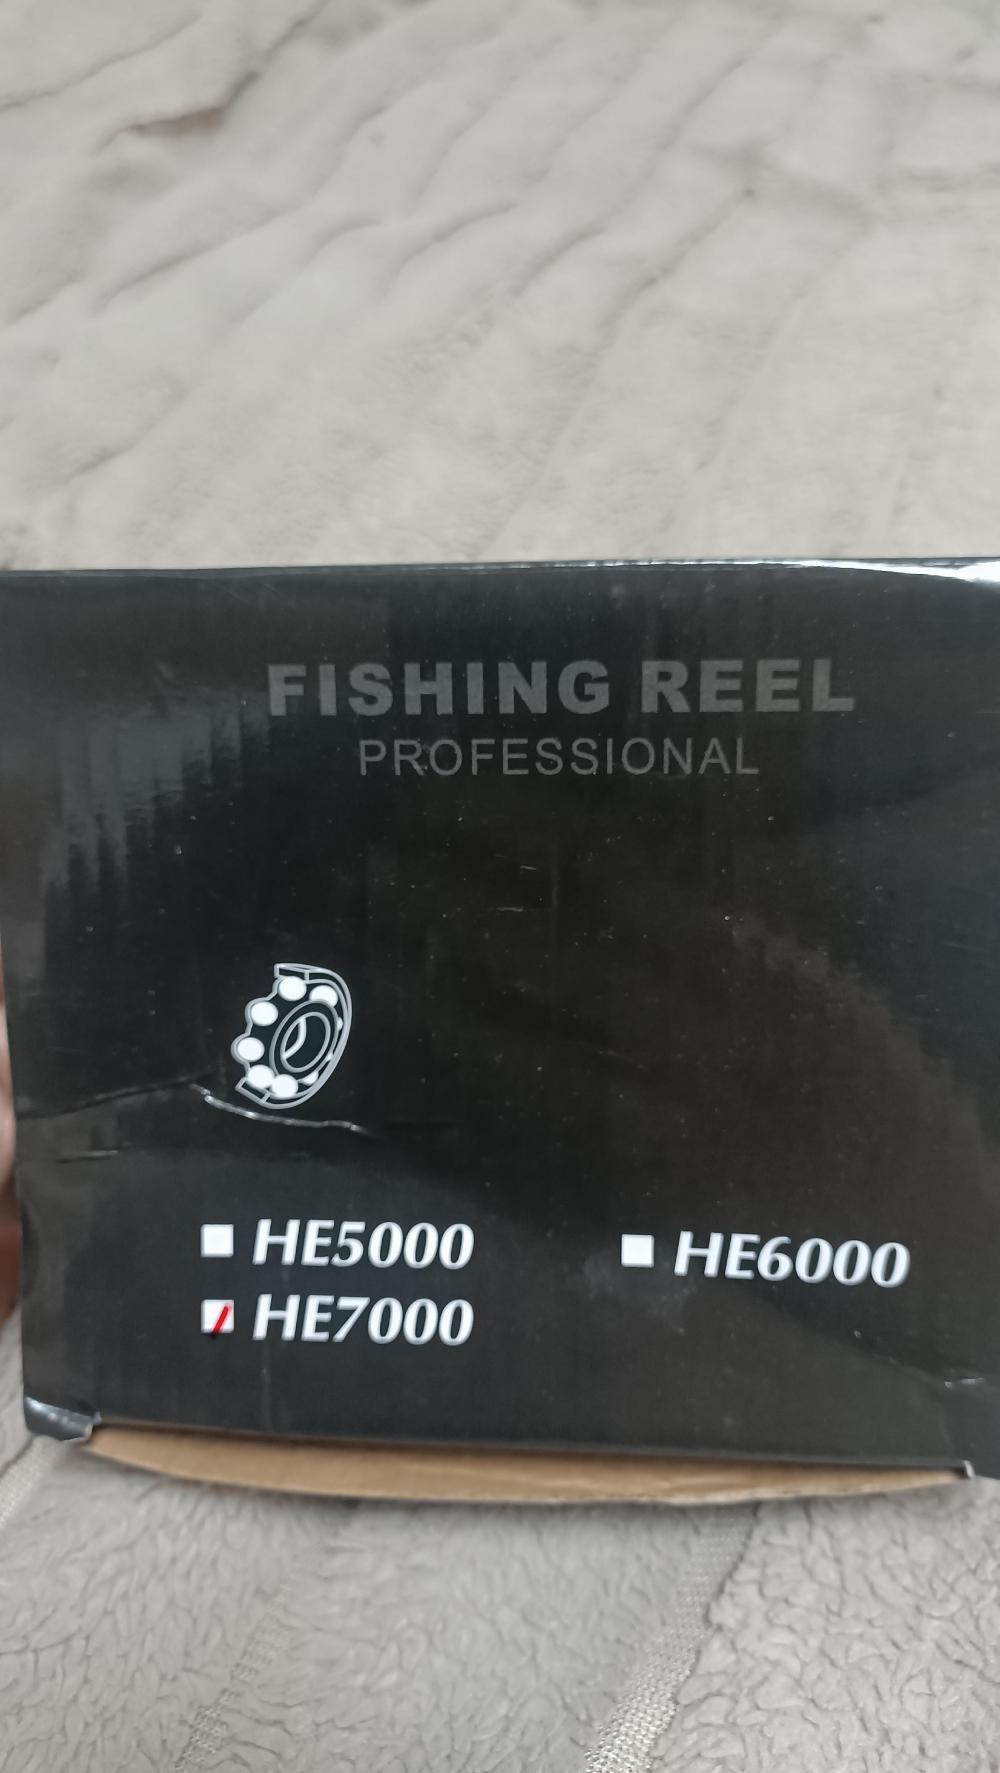 FISHING REEL
PROFESSIONAL
HE5000
HE6000
HE7000